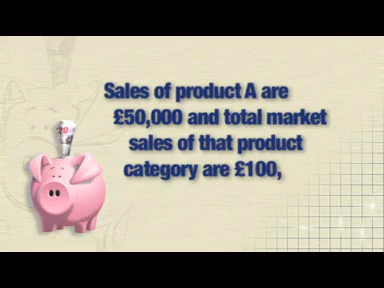 Sales of product A are
£50,000 and total market
sales of that product
category are £100,